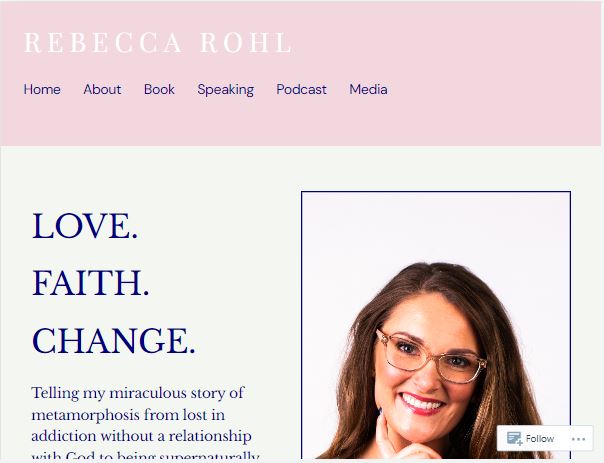 REBECCA ROHL
Home About Book Speaking Podcast Media
LOVE.
FAITH.
CHANGE.
Telling my miraculous story of
metamorphosis from lost in
addiction without a relationship
with God to being supernaturally
Follow ...